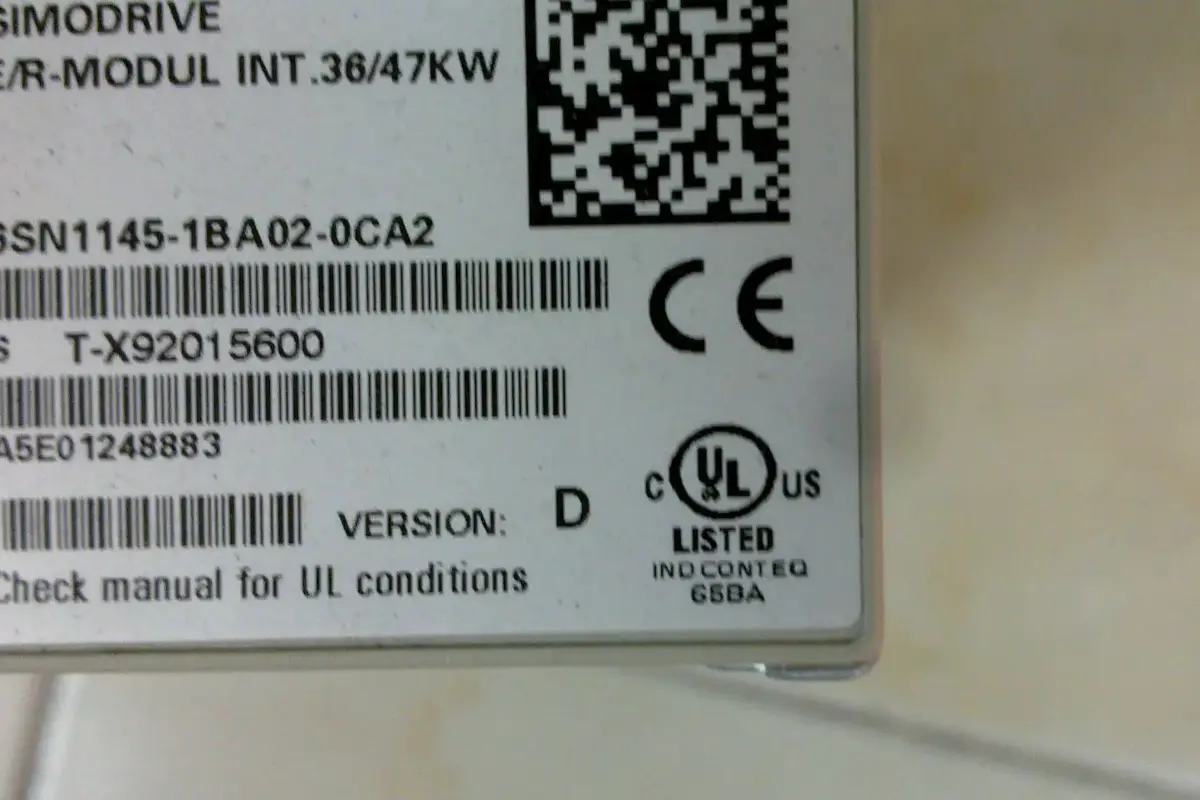 SIMODRIVE
E/R-MODUL INT.36/47KW
6SN1145-1BA02-0CA2
CE
S T-X92015600
A5E01248883
VERSION: D
C UL US
LISTED
IND CONT EQ
65BA
Check manual for UL conditions